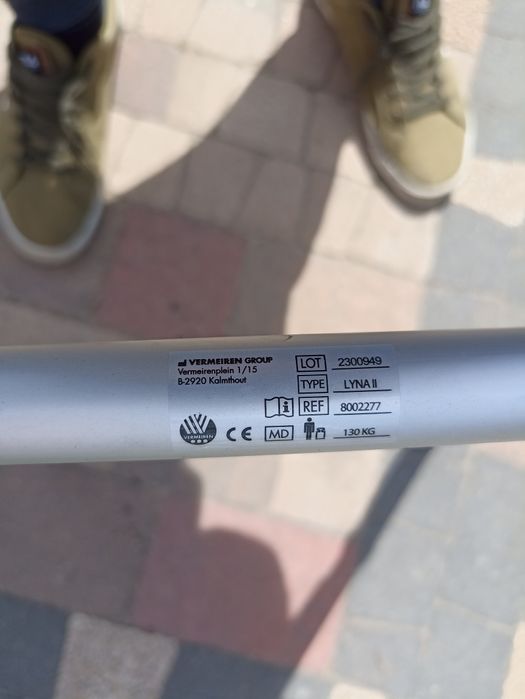 VERMEIREN GROUP
Vermeirenplein 1/15
B-2920 Kalmthout
LOT 2300949
TYPE LYNA II
REF 8002277
VERMEIREN
CE MD 130 KG